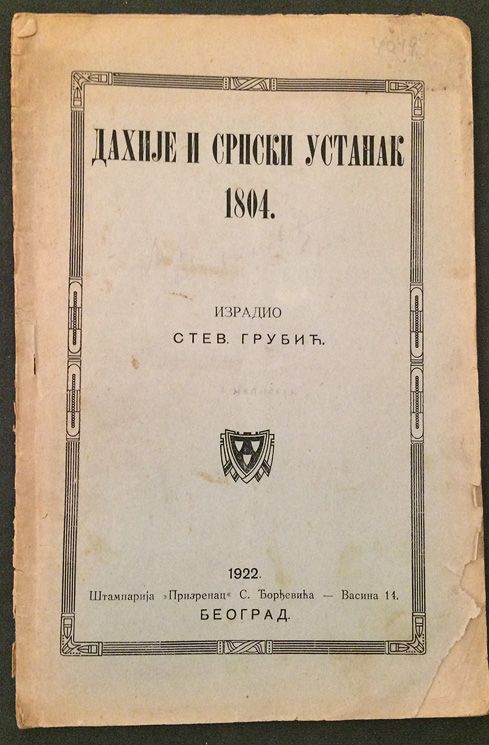 ДАХИЈЕ И СРПСКИ УСТАНАК
1804.
ИЗРАДИО
СТЕВ. ГРУБИЋ.
1922.
Штампарија „Призренац“ С. Ђорђевића — Васина 14.
БЕОГРАД.